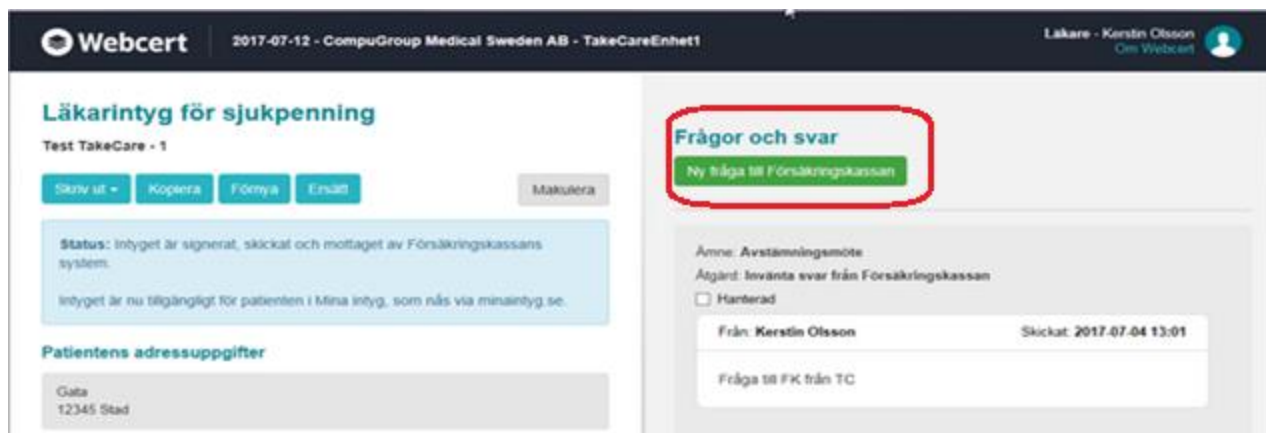 Webcert
2017-07-12 - CompuGroup Medical Sweden AB - TakeCareEnhet1
Läkare - Kerstin Olsson
Om Webcert
Läkarintyg för sjukpenning
Test TakeCare - 1
Skriv ut
Kopiera
Förnya
Ersätt
Makulera
Status: Intyget är signerat, skickat och mottaget av Försäkringskassans
system.
Intyget är nu tillgängligt för patienten i Mina intyg, som nås via minaintyg.se.
Patientens adressuppgifter
Gata
12345 Stad
Frågor och svar
Ny fråga till Försäkringskassan
Ämne: Avstämningsmöte
Åtgärd: Invänta svar från Försäkringskassan
Hanterad
Från: Kerstin Olsson
Skickat: 2017-07-04 13:01
Fråga till FK från TC